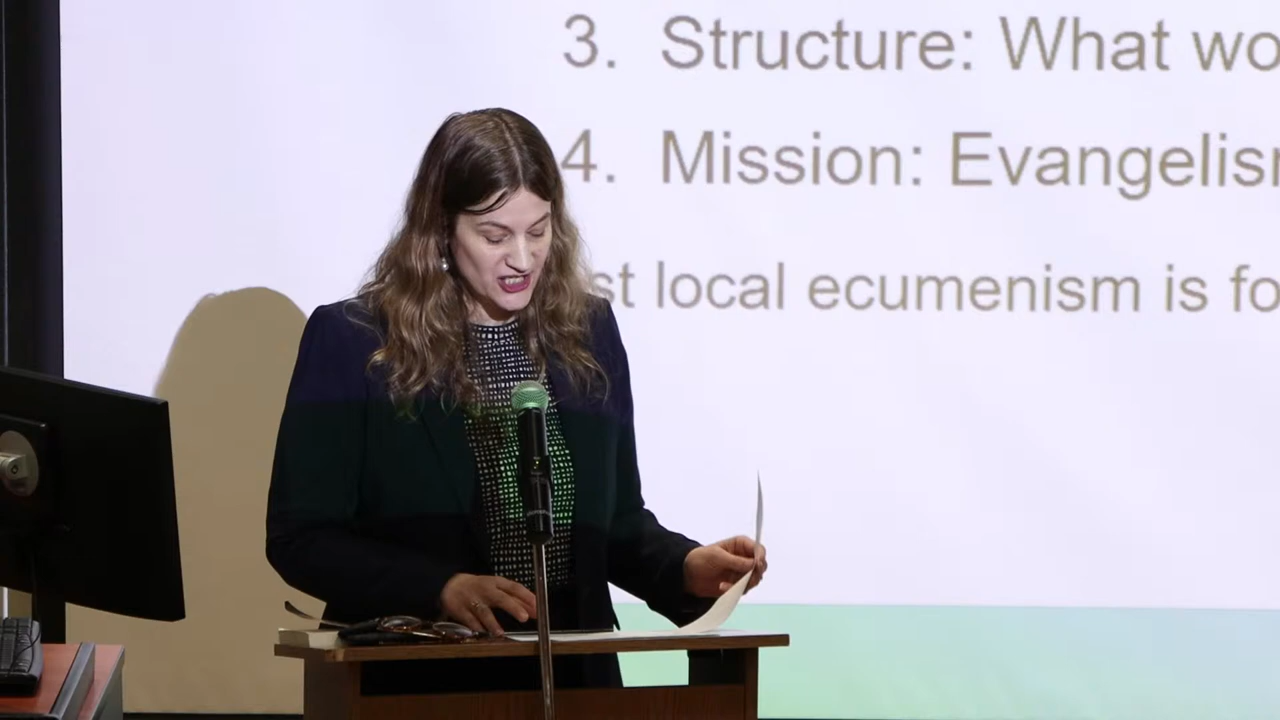 3. Structure: What wo
4. Mission: Evangelis
st local ecumenism is fo